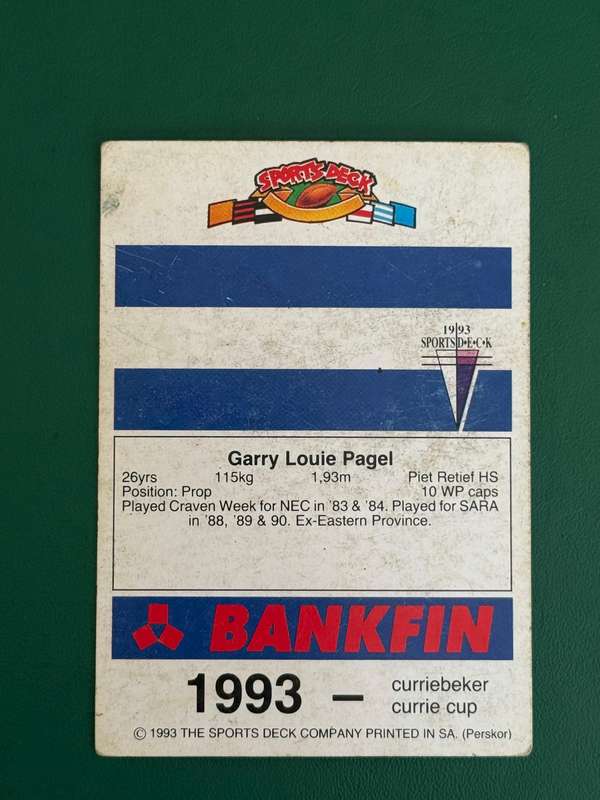 SPORTS DECK
1993
SPORTS D•E•C•K
Garry Louie Pagel
26yrs 115kg 1,93m Piet Retief HS
Position: Prop 10 WP caps
Played Craven Week for NEC in '83 & '84. Played for SARA
in '88, '89 & 90. Ex-Eastern Province.
BANKFIN
1993 – curriebeker
currie cup
© 1993 THE SPORTS DECK COMPANY PRINTED IN SA. (Perskor)